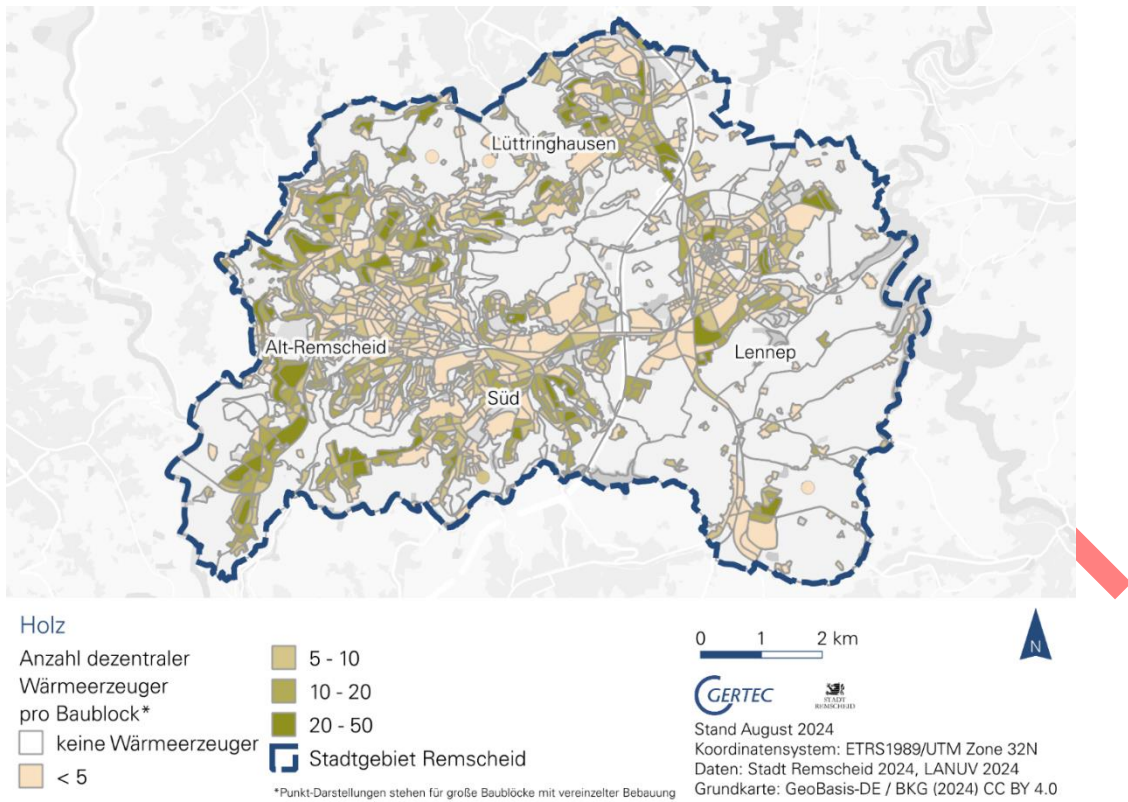 Lüttringhausen
Alt-Remscheid
Lennep
Süd
Holz
Anzahl dezentraler
Wärmeerzeuger
pro Baublock*
keine Wärmeerzeuger
< 5
5 - 10
10 - 20
20 - 50
Stadtgebiet Remscheid
*Punkt-Darstellungen stehen für große Baublöcke mit vereinzelter Bebauung
0 1 2 km
N
GERTEC
STADT
REMSCHEID
Stand August 2024
Koordinatensystem: ETRS1989/UTM Zone 32N
Daten: Stadt Remscheid 2024, LANUV 2024
Grundkarte: GeoBasis-DE / BKG (2024) CC BY 4.0